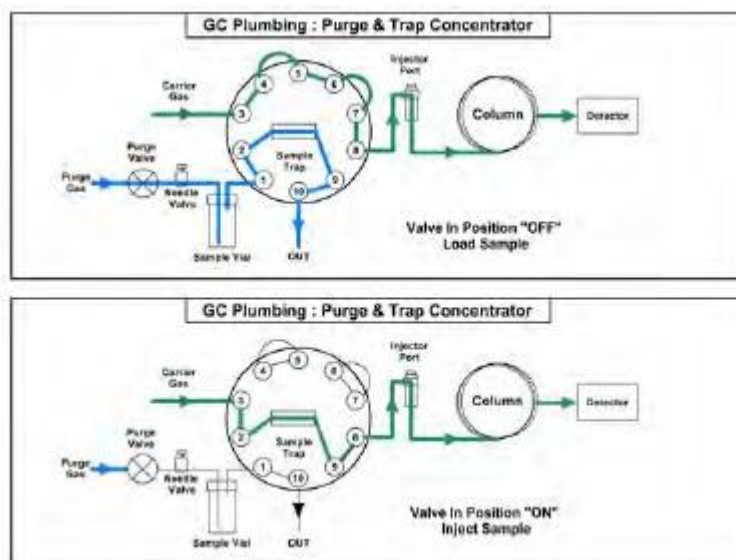 GC Plumbing : Purge & Trap Concentrator
Carrier
Gas
Injector
Port
5
4
6
3
7
Column
Detector
Purge
Valve
2
8
Sample
Trap
Purge
Gas
Needle
Valve
1
9
10
Sample Vial
OUT
Valve In Position "OFF"
Load Sample
GC Plumbing : Purge & Trap Concentrator
Carrier
Gas
Injector
Port
5
4
6
3
7
Column
Detector
Purge
Valve
2
8
Sample
Trap
Purge
Gas
Needle
Valve
1
9
10
Sample Vial
OUT
Valve In Position "ON"
Inject Sample